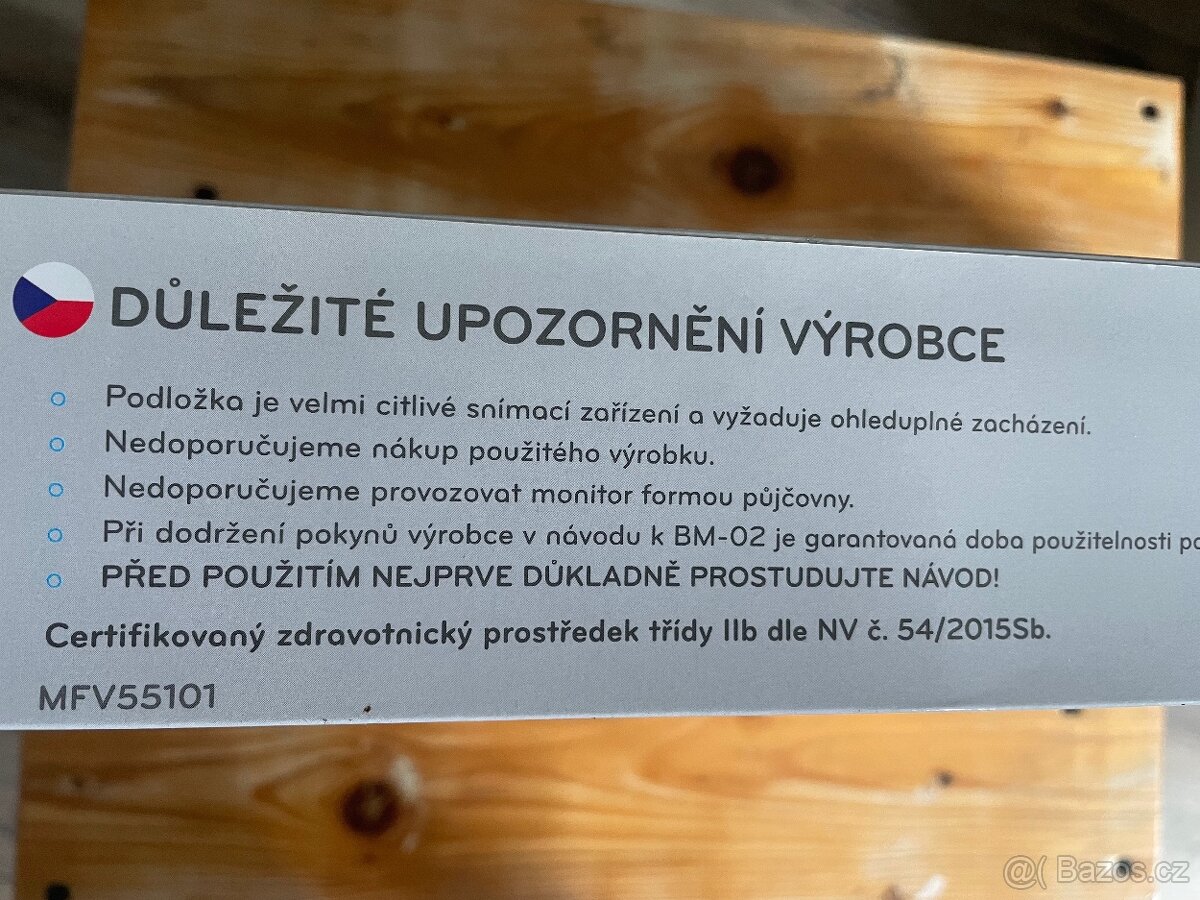 DŮLEŽITÉ UPOZORNĚNÍ VÝROBCE
Podložka je velmi citlivé snímací zařízení a vyžaduje ohleduplné zacházení.
Nedoporučujeme nákup použitého výrobku.
Nedoporučujeme provozovat monitor formou půjčovny.
Při dodržení pokynů výrobce v návodu k BM-02 je garantovaná doba použitelnosti
PŘED POUŽITÍM NEJPRVE DŮKLADNĚ PROSTUDUJTE NÁVOD!
Certifikovaný zdravotnický prostředek třídy IIb dle NV č. 54/2015Sb.
MFV55101
@( Bazos.cz